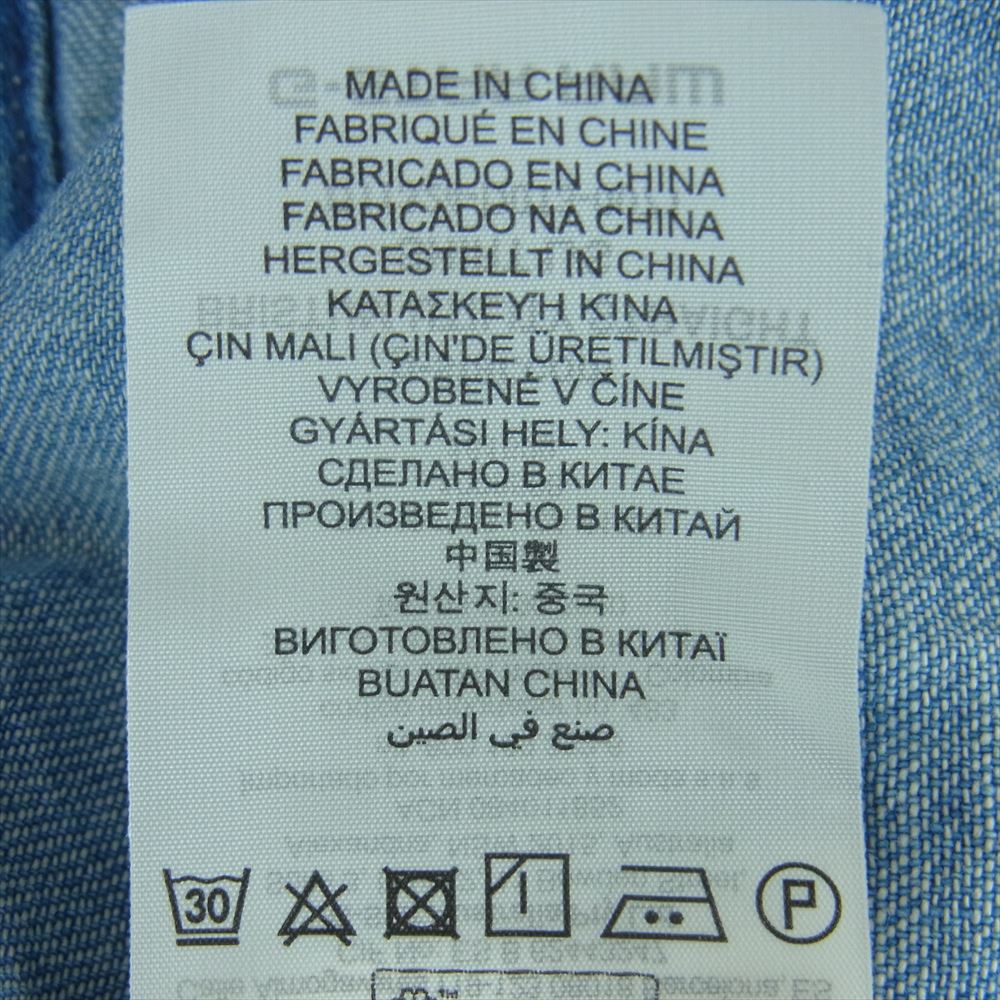 MADE IN CHINA
FABRIQUÉ EN CHINE
FABRICADO EN CHINA
FABRICADO NA CHINA
HERGESTELLT IN CHINA
ΚΑΤΑΣΚΕΥΉ ΚΊΝΑ
ÇIN MALI (ÇIN'DE ÜRETILMIŞTIR)
VYROBENÉ V ČÍNE
GYÁRTÁSI HELY: KÍNA
СДЕЛАНО В КИТАЕ
ПРОИЗВЕДЕНО В КИТАЙ
中国製
원산지: 중국
ВИГОТОВЛЕНО В КИТАЇ
BUATAN CHINA
صنع في الصين
30 P